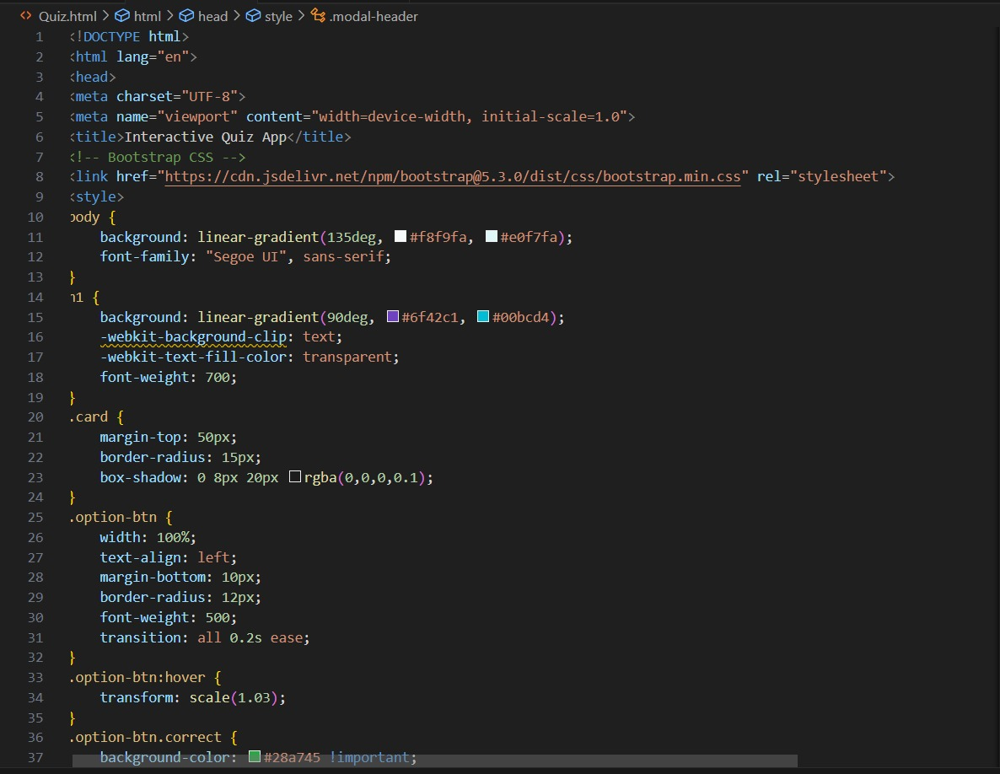 Quiz.html > html > head > style > .modal-header
1 <!DOCTYPE html>
2 <html lang="en">
3 <head>
4 <meta charset="UTF-8">
5 <meta name="viewport" content="width=device-width, initial-scale=1.0">
6 <title>Interactive Quiz App</title>
7 <!-- Bootstrap CSS -->
8 <link href="https://cdn.jsdelivr.net/npm/bootstrap@5.3.0/dist/css/bootstrap.min.css" rel="stylesheet">
9 <style>
10 body {
11 background: linear-gradient(135deg, #f8f9fa, #e0f7fa);
12 font-family: "Segoe UI", sans-serif;
13 }
14 h1 {
15 background: linear-gradient(90deg, #6f42c1, #00bcd4);
16 -webkit-background-clip: text;
17 -webkit-text-fill-color: transparent;
18 font-weight: 700;
19 }
20 .card {
21 margin-top: 50px;
22 border-radius: 15px;
23 box-shadow: 0 8px 20px rgba(0,0,0,0.1);
24 }
25 .option-btn {
26 width: 100%;
27 text-align: left;
28 margin-bottom: 10px;
29 border-radius: 12px;
30 font-weight: 500;
31 transition: all 0.2s ease;
32 }
33 .option-btn:hover {
34 transform: scale(1.03);
35 }
36 .option-btn.correct {
37 background-color: #28a745 !important;